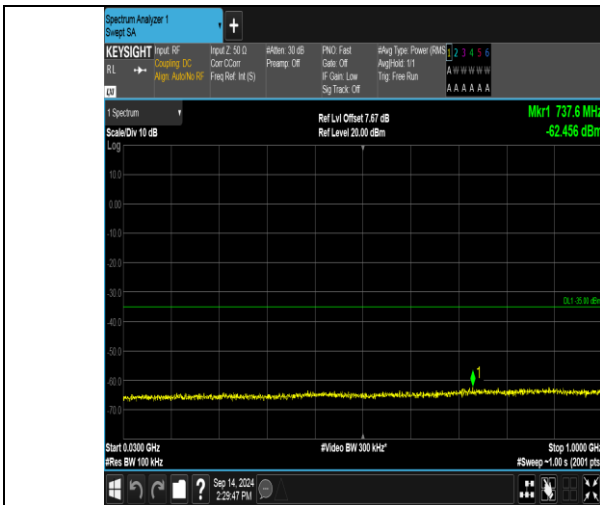 Spectrum Analyzer 1
Swept SA
+
KEYSIGHT Input: RF Input Z: 50 Ω #Atten: 30 dB PNO: Fast #Avg Type: Power (RMS 1 2 3 4 5 6
RL Coupling: DC Corr CCorr Preamp: Off Gate: Off Avg|Hold: 1/1 A W W W W W
Align: Auto/No RF Freq Ref: Int (S) IF Gain: Low Trig: Free Run
LXI Sig Track: Off A A A A A A
1 Spectrum Ref Lvl Offset 7.67 dB Mkr1 737.6 MHz
Scale/Div 10 dB Ref Level 20.00 dBm -62.456 dBm
Log
10.0
0.00
-10.0
-20.0
-30.0
DL1 -35.00 dBm
-40.0
-50.0
1
-60.0
-70.0
Start 0.0300 GHz #Video BW 300 kHz* Stop 1.0000 GHz
#Res BW 100 kHz #Sweep ~1.00 s (2001 pts
? Sep 14, 2024
2:29:47 PM